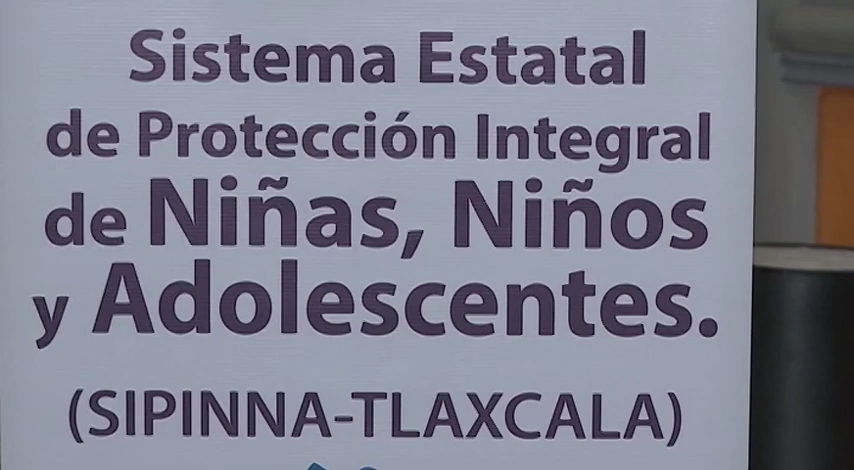 Sistema Estatal
de Protección Integral
de Niñas, Niños
y Adolescentes.
(SIPINNA-TLAXCALA)